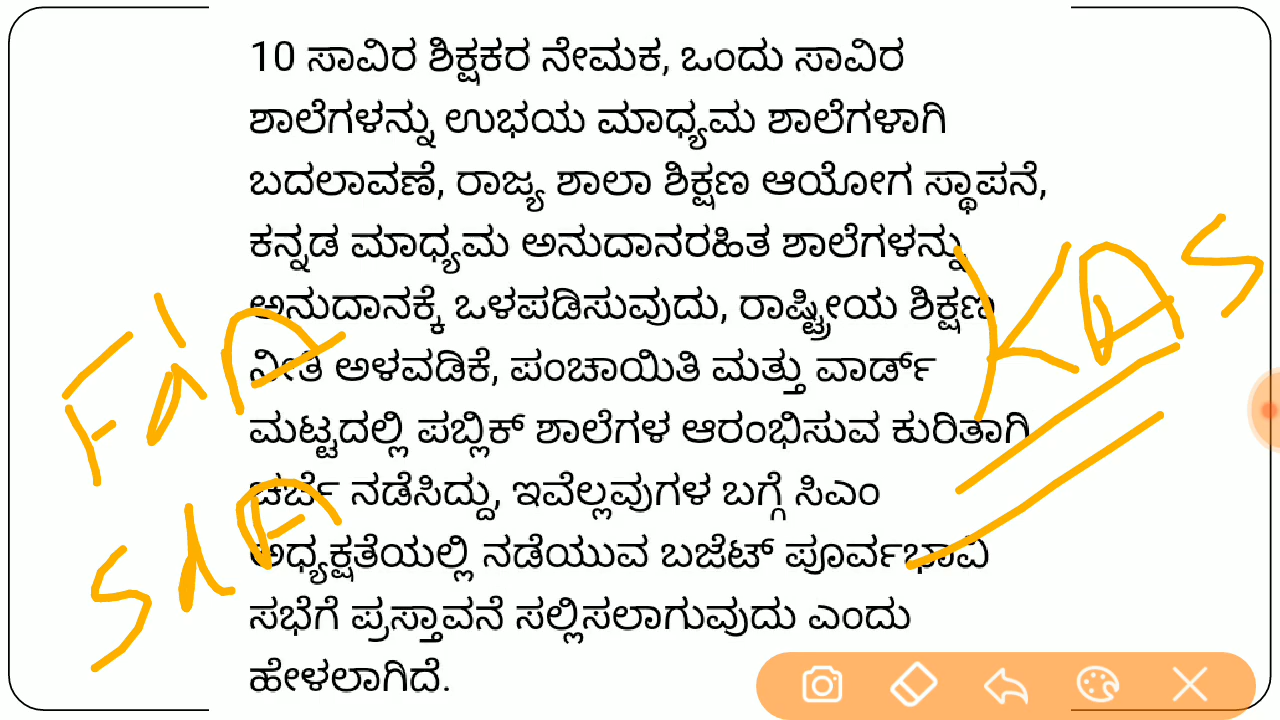 10 ಸಾವಿರ ಶಿಕ್ಷಕರ ನೇಮಕ, ಒಂದು ಸಾವಿರ
ಶಾಲೆಗಳನ್ನು ಉಭಯ ಮಾಧ್ಯಮ ಶಾಲೆಗಳಾಗಿ
ಬದಲಾವಣೆ, ರಾಜ್ಯ ಶಾಲಾ ಶಿಕ್ಷಣ ಆಯೋಗ ಸ್ಥಾಪನೆ,
ಕನ್ನಡ ಮಾಧ್ಯಮ ಅನುದಾನರಹಿತ ಶಾಲೆಗಳನ್ನು
ಅನುದಾನಕ್ಕೆ ಒಳಪಡಿಸುವುದು, ರಾಷ್ಟ್ರೀಯ ಶಿಕ್ಷಣ
ನೀತಿ ಅಳವಡಿಕೆ, ಪಂಚಾಯಿತಿ ಮತ್ತು ವಾರ್ಡ್
ಮಟ್ಟದಲ್ಲಿ ಪಬ್ಲಿಕ್ ಶಾಲೆಗಳ ಆರಂಭಿಸುವ ಕುರಿತಾಗಿ
ಚರ್ಚೆ ನಡೆಸಿದ್ದು, ಇವೆಲ್ಲವುಗಳ ಬಗ್ಗೆ ಸಿಎಂ
ಅಧ್ಯಕ್ಷತೆಯಲ್ಲಿ ನಡೆಯುವ ಬಜೆಟ್ ಪೂರ್ವಭಾವಿ
ಸಭೆಗೆ ಪ್ರಸ್ತಾವನೆ ಸಲ್ಲಿಸಲಾಗುವುದು ಎಂದು
ಹೇಳಲಾಗಿದೆ.
KAS
SdA